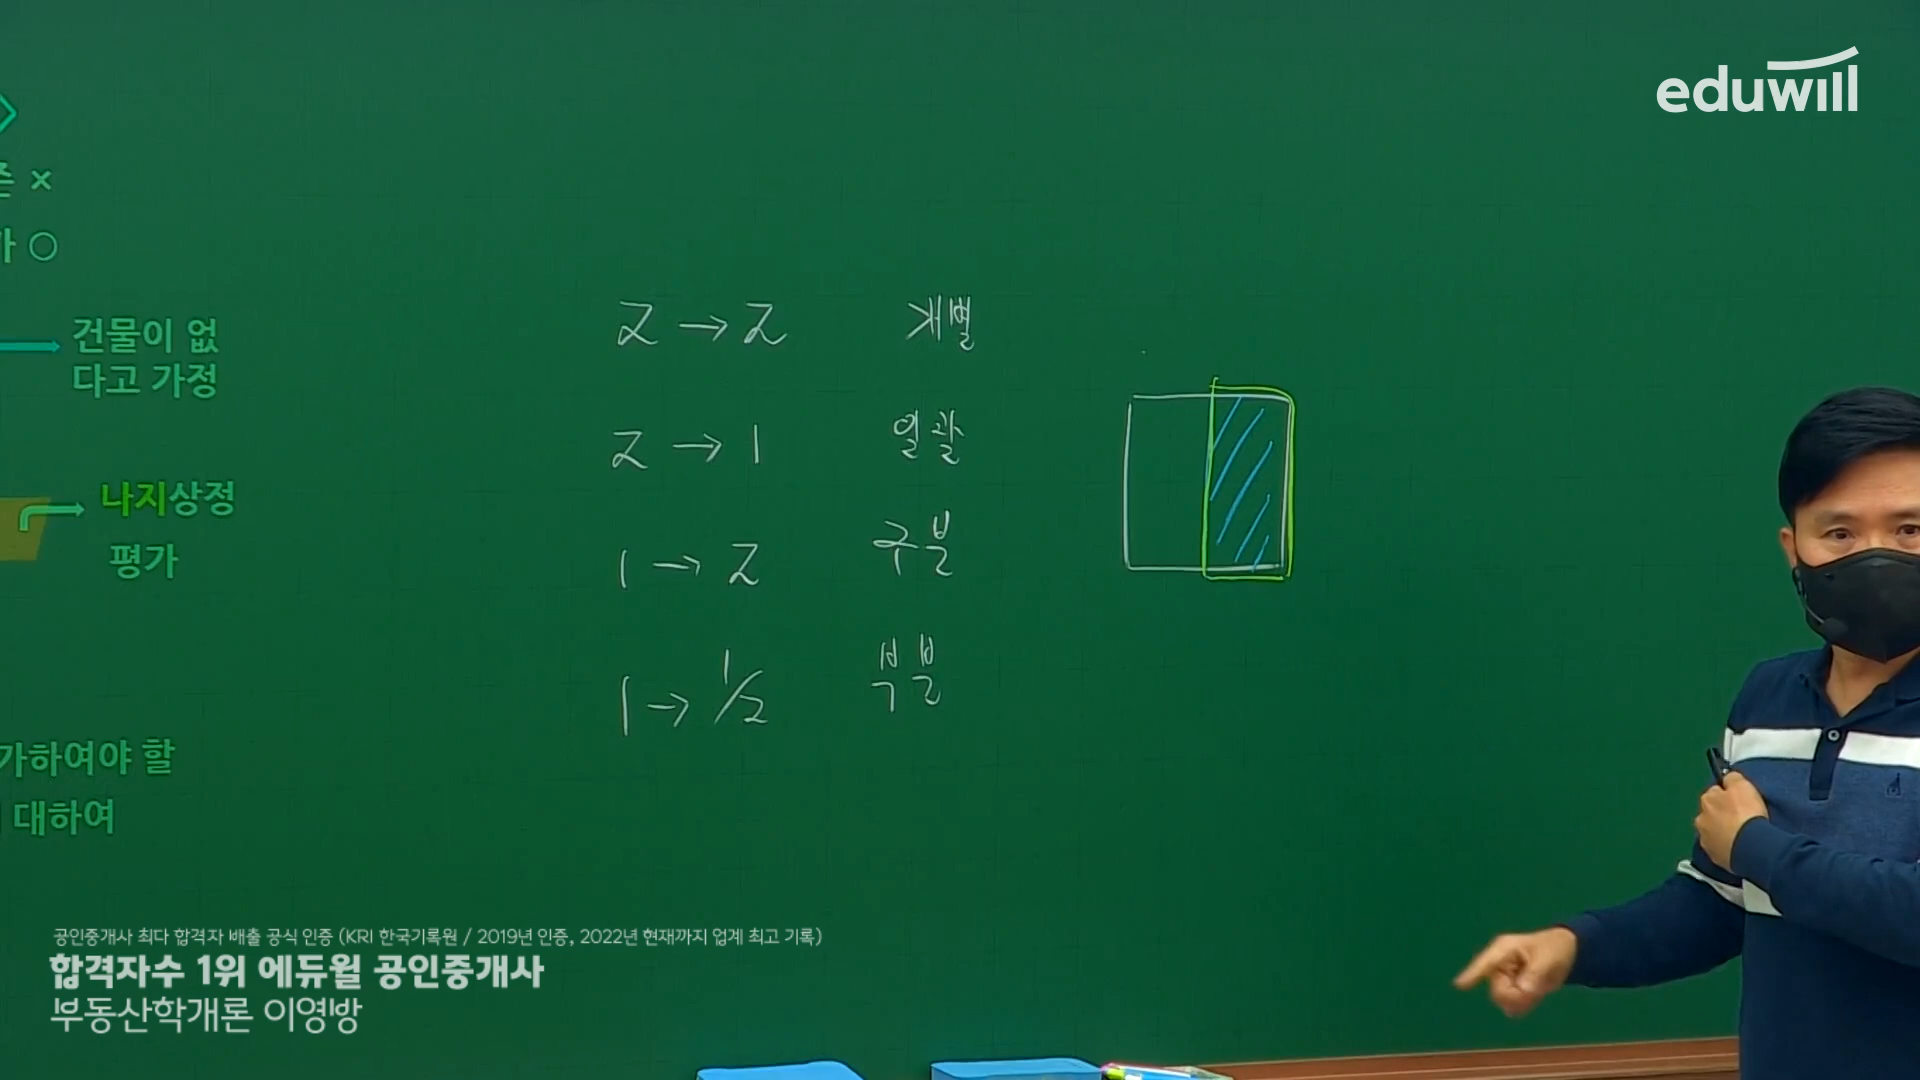 eduwill
×
○
건물이 없
다고 가정
나지상정
평가
가하여야 할
대하여
2 → 2 개별
2 → 1 일괄
1 → 2 구분
1 → 1/2 부분
공인중개사 최다 합격자 배출 공식 인증 (KRI 한국기록원 / 2019년 인증, 2022년 현재까지 업계 최고 기록)
합격자수 1위 에듀윌 공인중개사
부동산학개론 이영방